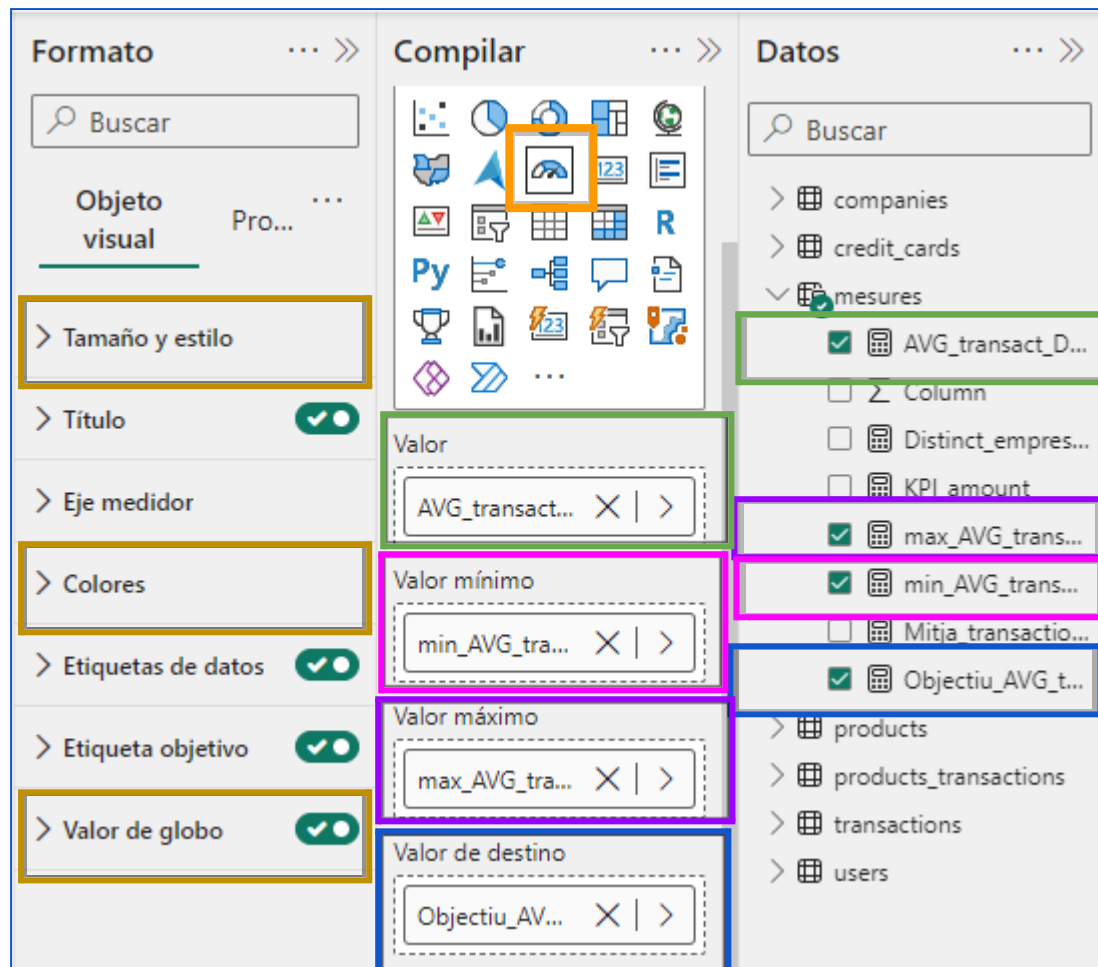 Formato
Buscar
Objeto
visual
Pro...
Tamaño y estilo
Título
Eje medidor
Colores
Etiquetas de datos
Etiqueta objetivo
Valor de globo
Compilar
123
R
Py
123
...
Valor
AVG_transact...
Valor mínimo
min_AVG_tra...
Valor máximo
max_AVG_tra...
Valor de destino
Objectiu_AV...
Datos
Buscar
companies
credit_cards
mesures
AVG_transact_D...
Column
Distinct_empres...
KPI_amount
max_AVG_trans...
min_AVG_trans...
Mitja_transactio...
Objectiu_AVG_t...
products
products_transactions
transactions
users